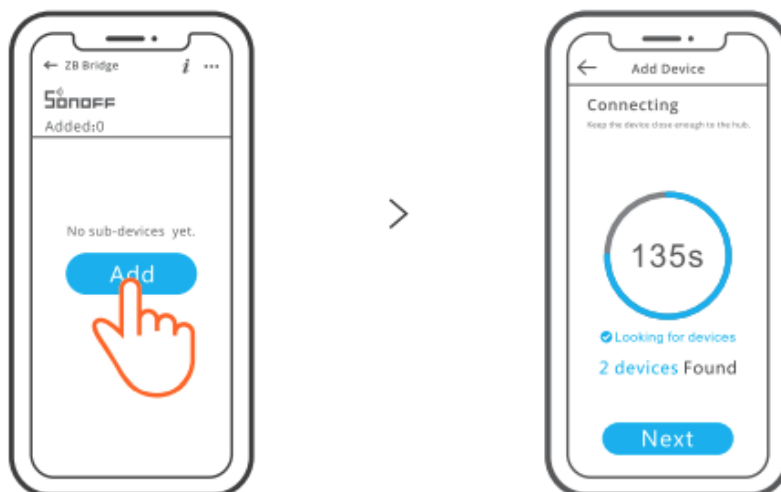 ← ZB Bridge i ...
SONOFF
Added:0
No sub-devices yet.
Add
>
← Add Device
Connecting
Keep the device close enough to the hub.
135s
Looking for devices
2 devices Found
Next